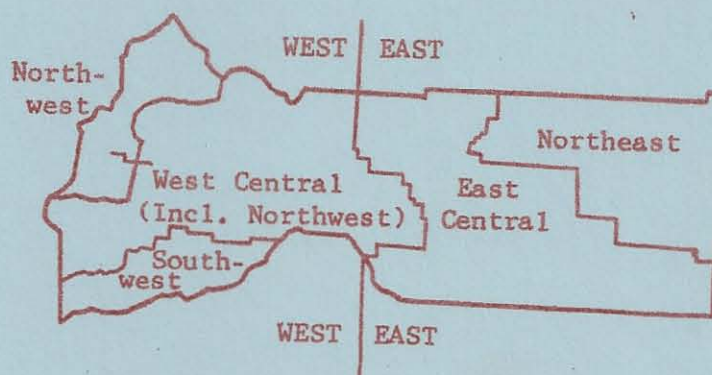 WEST EAST
North-
west
Northeast
West Central
(Incl. Northwest)
East
Central
South-
west
WEST EAST